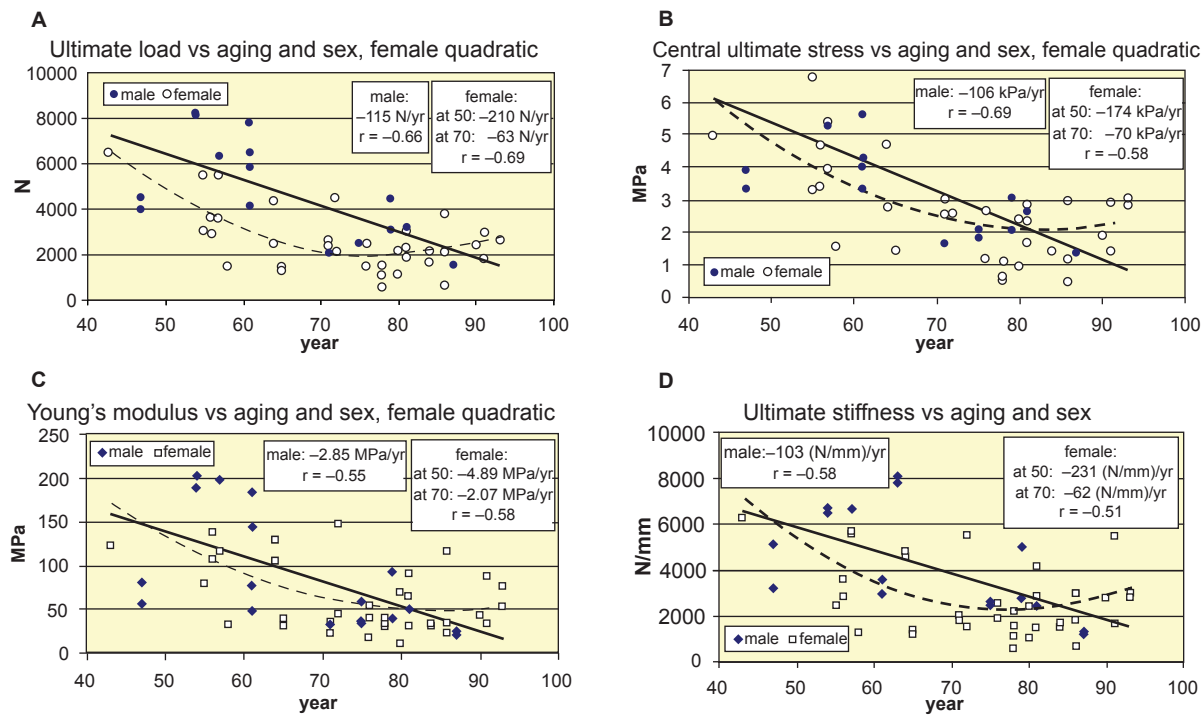 A
Ultimate load vs aging and sex, female quadratic
10000
8000
6000
4000
2000
0
N
male female
male:
–115 N/yr
r = –0.66
female:
at 50: –210 N/yr
at 70: –63 N/yr
r = –0.69
40 50 60 70 80 90 100
year
B
Central ultimate stress vs aging and sex, female quadratic
7
6
5
4
3
2
1
0
MPa
male: –106 kPa/yr
r = –0.69
female:
at 50: –174 kPa/yr
at 70: –70 kPa/yr
r = –0.58
male female
40 50 60 70 80 90 100
year
C
Young's modulus vs aging and sex, female quadratic
250
200
150
100
50
0
MPa
male female
male: –2.85 MPa/yr
r = –0.55
female:
at 50: –4.89 MPa/yr
at 70: –2.07 MPa/yr
r = –0.58
40 50 60 70 80 90 100
year
D
Ultimate stiffness vs aging and sex
10000
8000
6000
4000
2000
0
N/mm
male:–103 (N/mm)/yr
r = –0.58
female:
at 50: –231 (N/mm)/yr
at 70: –62 (N/mm)/yr
r = –0.51
male female
40 50 60 70 80 90 100
year